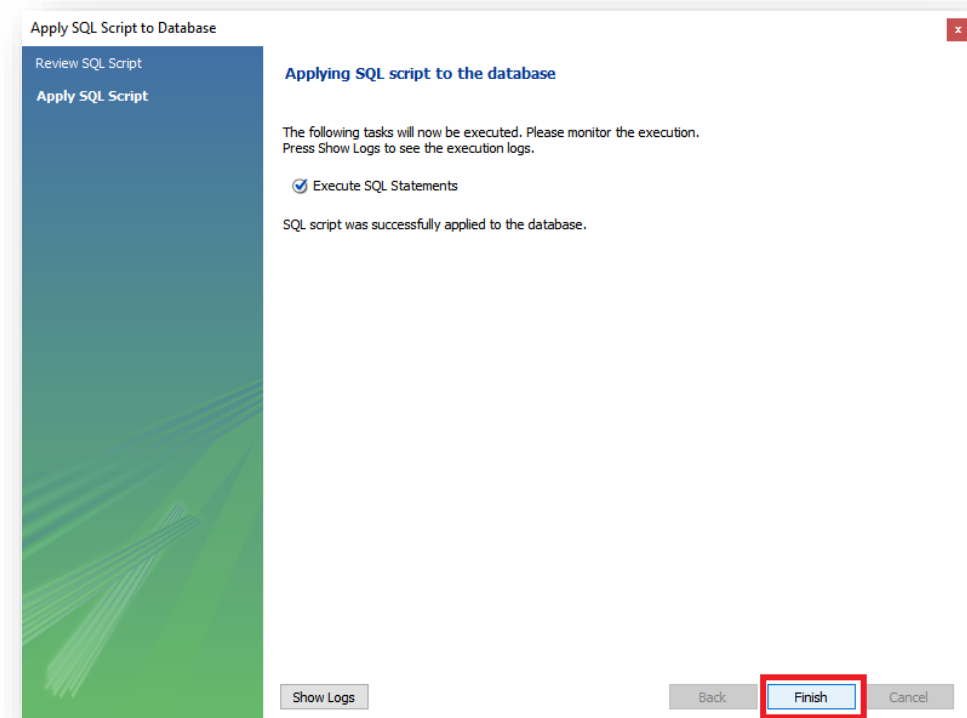 Apply SQL Script to Database
x
Review SQL Script
Apply SQL Script
Applying SQL script to the database
The following tasks will now be executed. Please monitor the execution.
Press Show Logs to see the execution logs.
Execute SQL Statements
SQL script was successfully applied to the database.
Show Logs
Back
Finish
Cancel